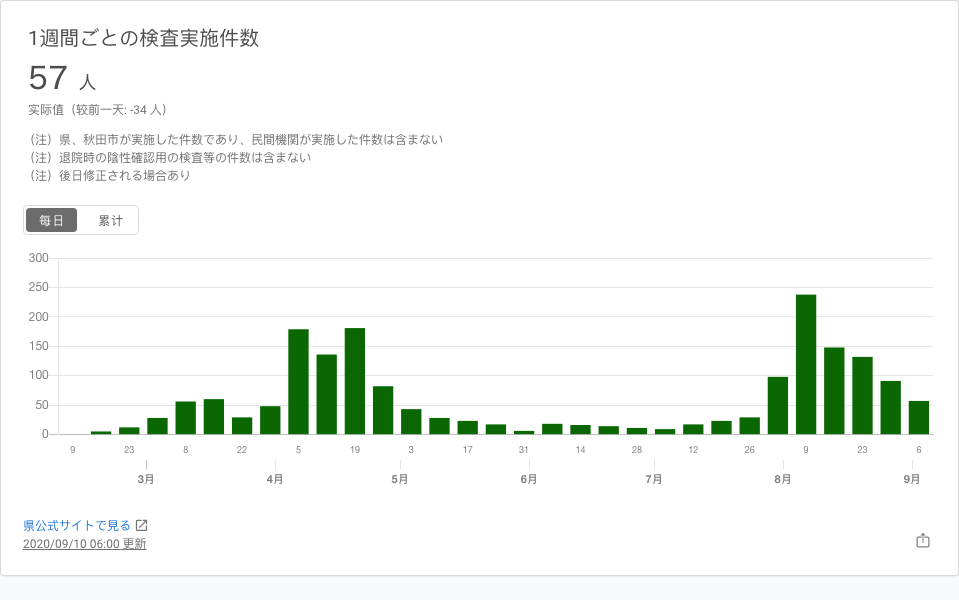 1週間ごとの検査実施件数
57 人
实际值（较前一天: -34 人）
（注）県、秋田市が実施した件数であり、民間機関が実施した件数は含まない
（注）退院時の陰性確認用の検査等の件数は含まない
（注）後日修正される場合あり
每日 累计
300
250
200
150
100
50
0
9 23 8 22 5 19 3 17 31 14 28 12 26 9 23 6
3月 4月 5月 6月 7月 8月 9月
県公式サイトで見る
2020/09/10 06:00 更新